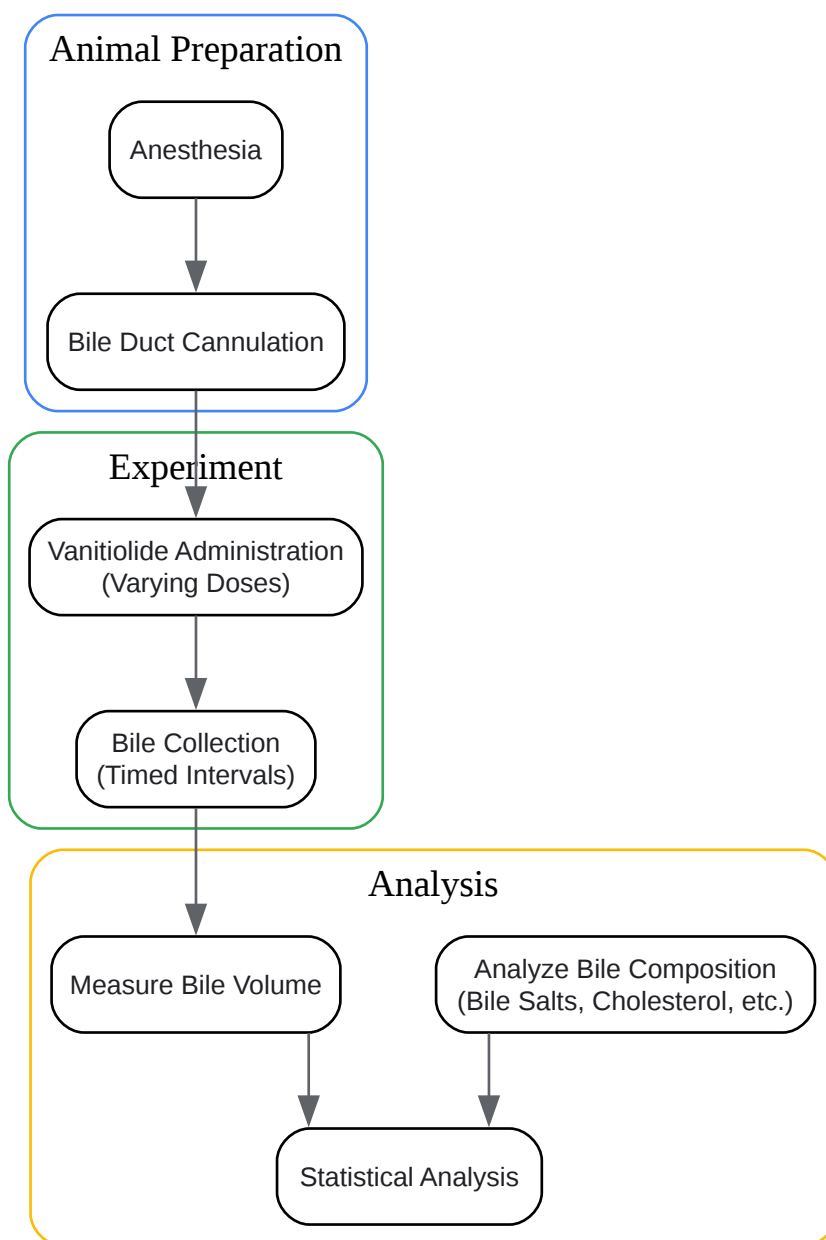 Animal Preparation
Anesthesia
Bile Duct Cannulation
Experiment
Vanitiolide Administration
(Varying Doses)
Bile Collection
(Timed Intervals)
Analysis
Measure Bile Volume
Analyze Bile Composition
(Bile Salts, Cholesterol, etc.)
Statistical Analysis